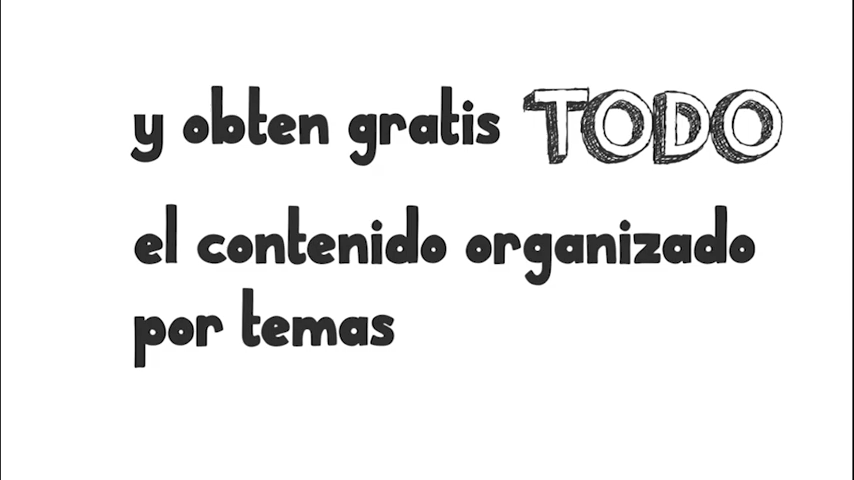 y obten gratis TODO
el contenido organizado
por temas